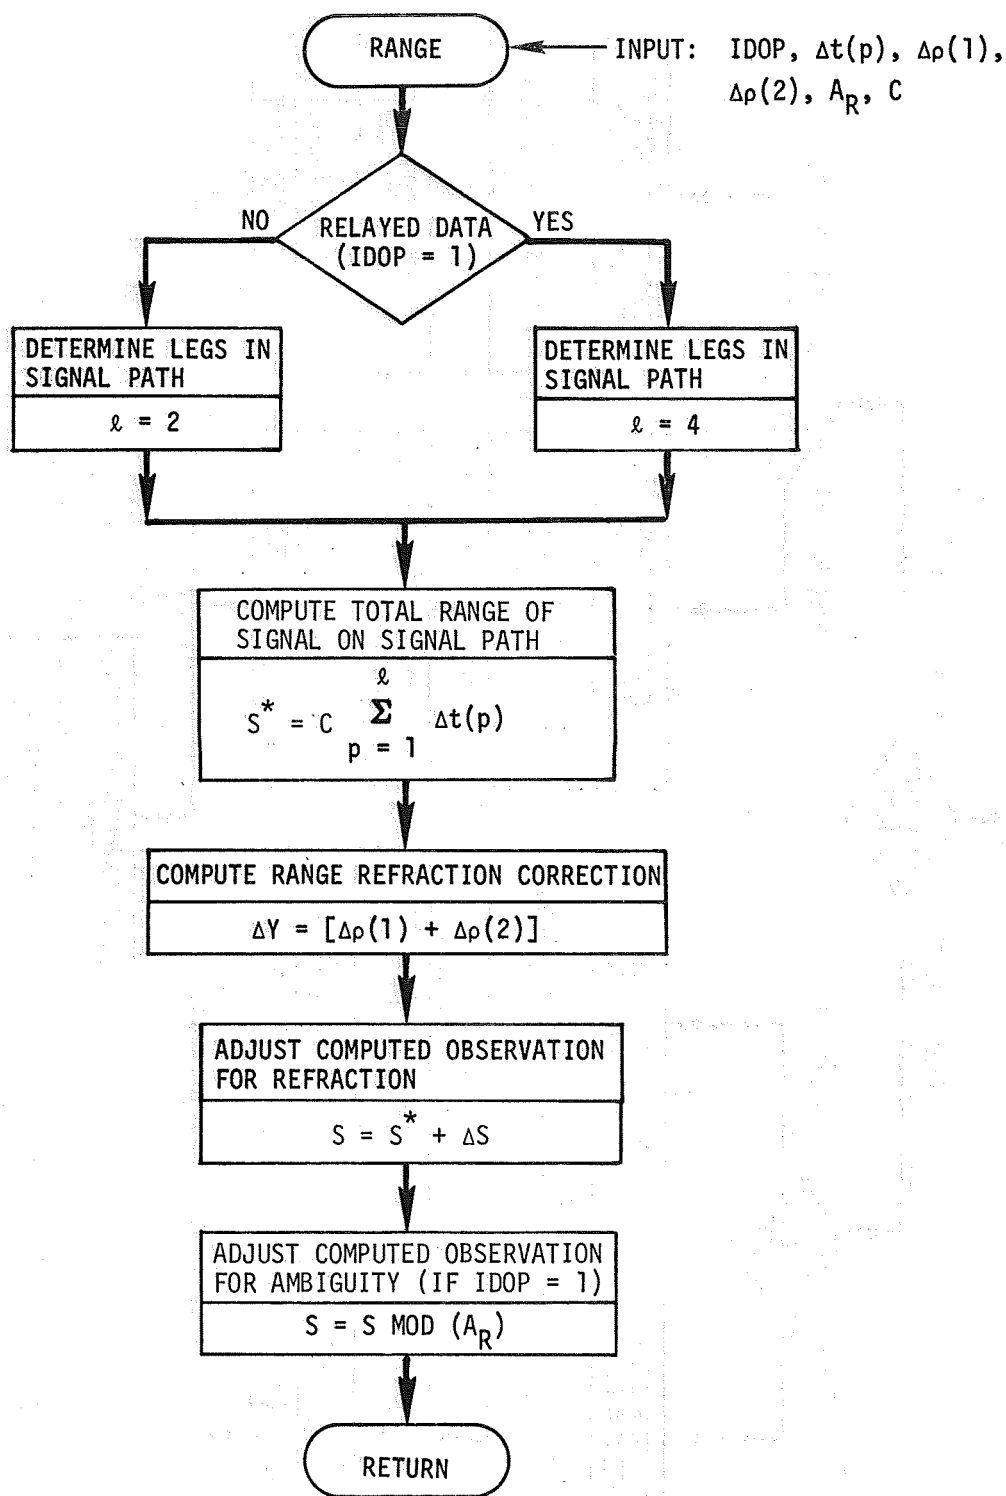 RANGE
INPUT: IDOP, Δt(p), Δρ(1),
Δρ(2), A_R, C
RELAYED DATA
(IDOP = 1)
NO
YES
DETERMINE LEGS IN
SIGNAL PATH
ℓ = 2
DETERMINE LEGS IN
SIGNAL PATH
ℓ = 4
COMPUTE TOTAL RANGE OF
SIGNAL ON SIGNAL PATH
ℓ
S* = C Σ Δt(p)
p = 1
COMPUTE RANGE REFRACTION CORRECTION
ΔY = [Δρ(1) + Δρ(2)]
ADJUST COMPUTED OBSERVATION
FOR REFRACTION
S = S* + ΔS
ADJUST COMPUTED OBSERVATION
FOR AMBIGUITY (IF IDOP = 1)
S = S MOD (A_R)
RETURN